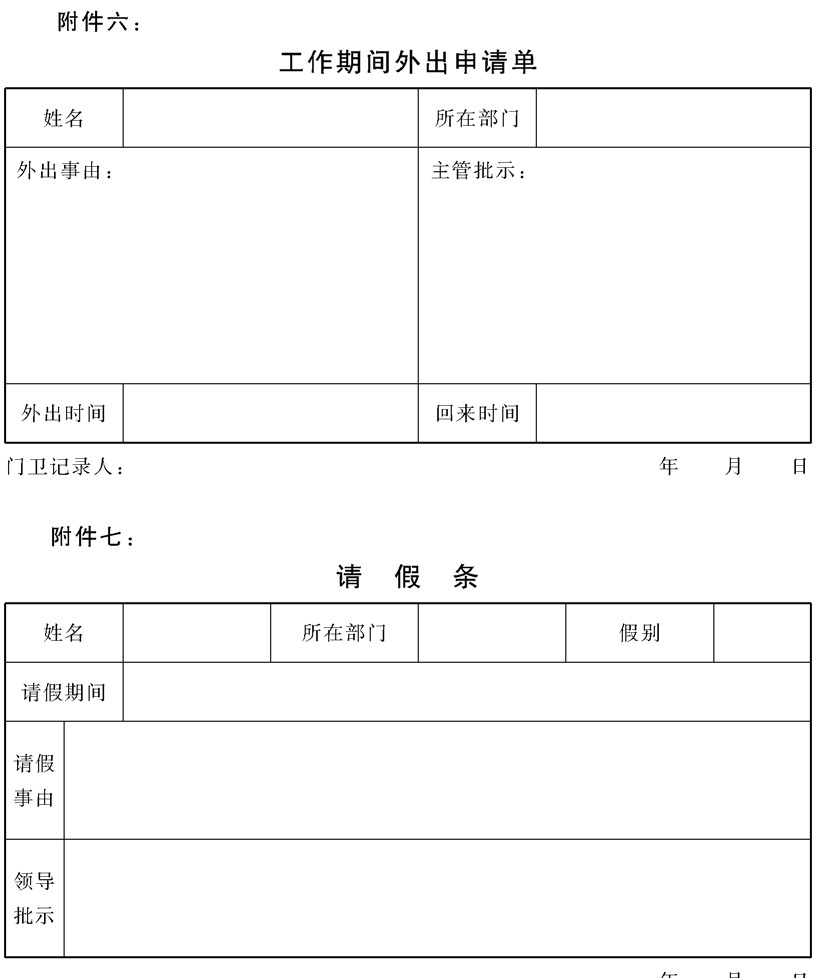 附件六：
工作期间外出申请单
姓名 所在部门
外出事由： 主管批示：
外出时间 回来时间
门卫记录人： 年 月 日
附件七：
请 假 条
姓名 所在部门 假别
请假期间
请假
事由
领导
批示
年 月 日